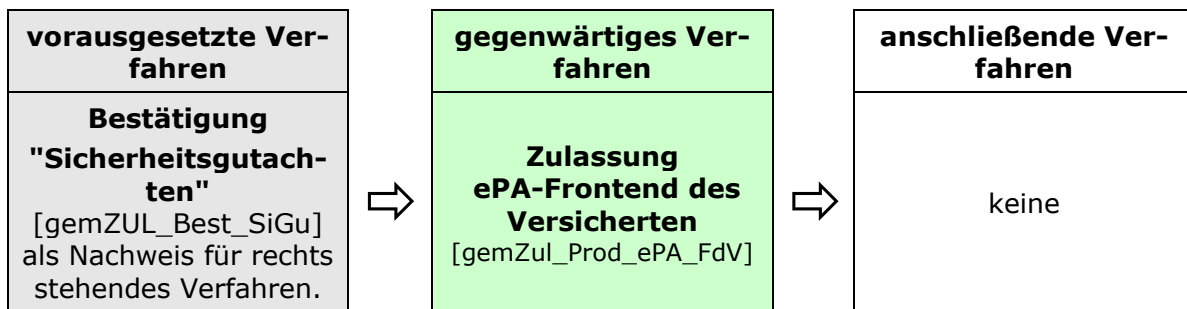 vorausgesetzte Ver-
fahren
Bestätigung
"Sicherheitsgutach-
ten"
[gemZUL_Best_SiGu]
als Nachweis für rechts
stehendes Verfahren.
gegenwärtiges Ver-
fahren
Zulassung
ePA-Frontend des
Versicherten
[gemZul_Prod_ePA_FdV]
anschließende Ver-
fahren
keine